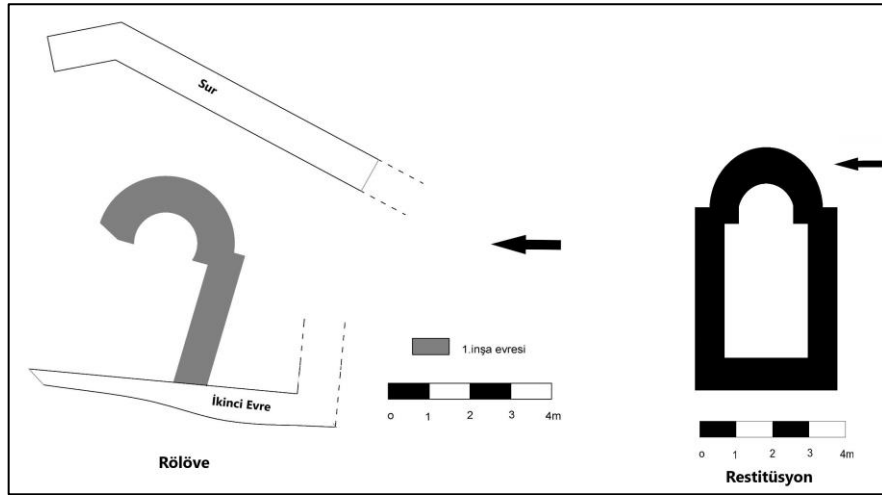 Sur
1.inşa evresi
o 1 2 3 4m
İkinci Evre
Rölöve
o 1 2 3 4m
Restitüsyon